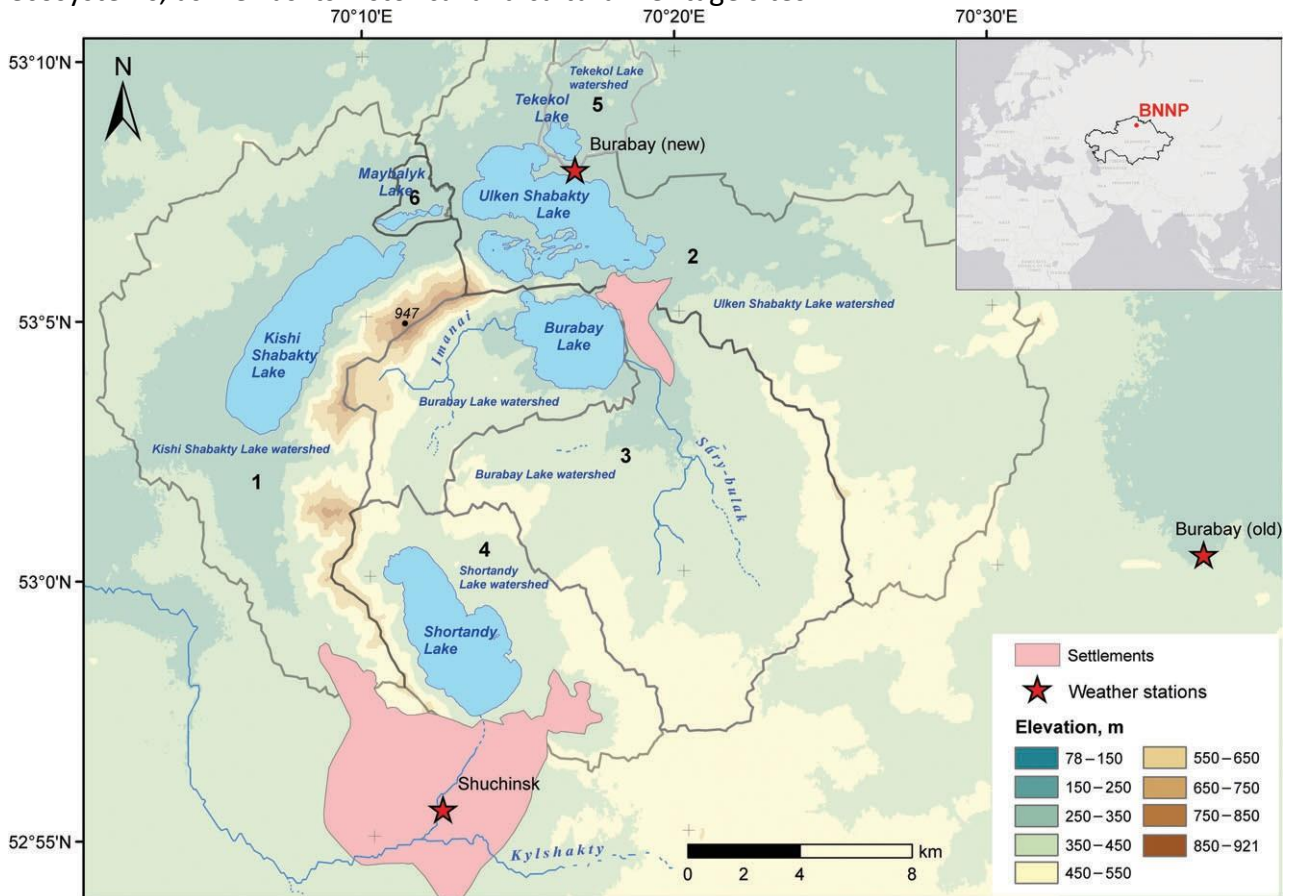 70°10'E
70°20'E
70°30'E
53°10'N
N
Tekekol Lake
watershed
5
Tekekol
Lake
BNNP
Burabay (new)
Maybalyk
Lake
6
Ulken Shabakty
Lake
2
Ulken Shabakty Lake watershed
53°5'N
947
Imanai
Burabay
Lake
Kishi
Shabakty
Lake
Burabay Lake watershed
Kishi Shabakty Lake watershed
3
Sary-bulak
Burabay Lake watershed
1
Burabay (old)
4
Shortandy
Lake watershed
53°0'N
Shortandy
Lake
Settlements
Weather stations
Elevation, m
78 – 150
150 – 250
250 – 350
350 – 450
450 – 550
550 – 650
650 – 750
750 – 850
850 – 921
Shuchinsk
52°55'N
Kylshakty
km
0 2 4 8